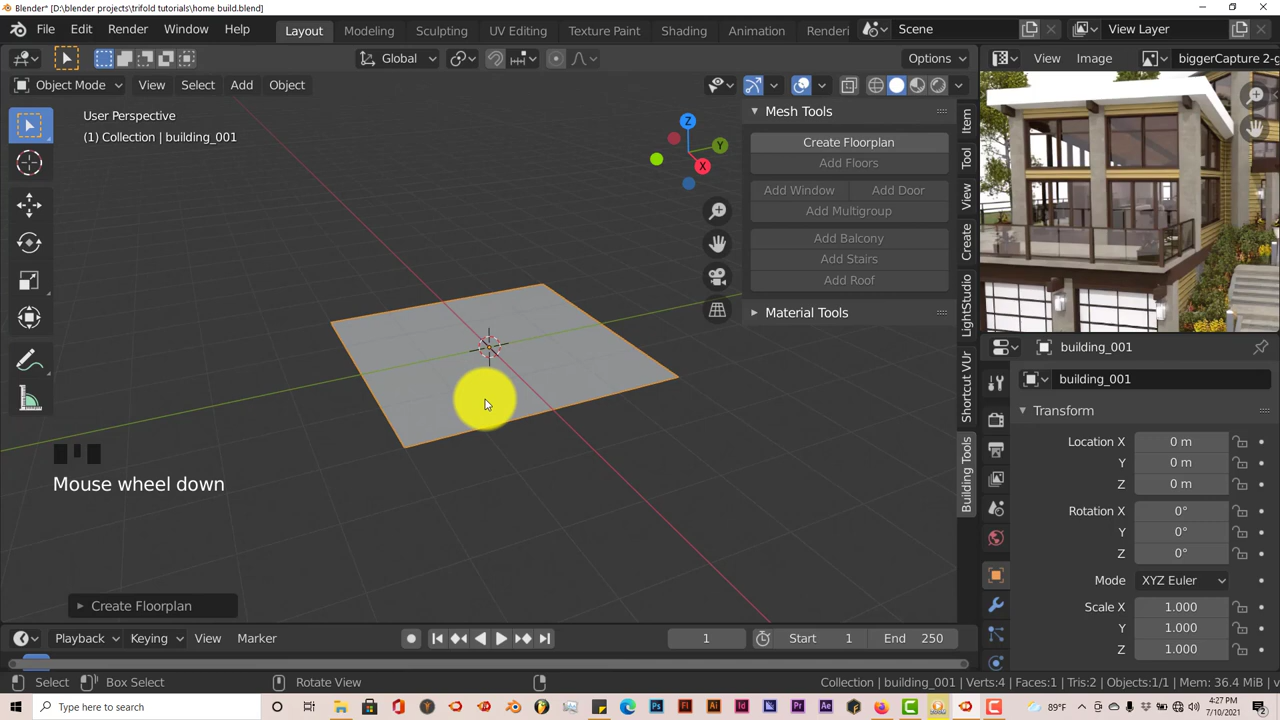 Blender* [D:\blender projects\trifold tutorials\home build.blend]
File Edit Render Window Help Layout Modeling Sculpting UV Editing Texture Paint Shading Animation Renderi Scene View Layer
Global Options View Image biggerCapture 2-g
Object Mode View Select Add Object
User Perspective
(1) Collection | building_001
Z
Y
X
Mesh Tools
Create Floorplan
Add Floors
Add Window Add Door
Add Multigroup
Add Balcony
Add Stairs
Add Roof
Material Tools
Item
Tool
View
Create
LightStudio
Shortcut VUr
Building Tools
building_001
building_001
Transform
Location X 0 m
Y 0 m
Z 0 m
Rotation X 0°
Y 0°
Z 0°
Mode XYZ Euler
Scale X 1.000
Y 1.000
Z 1.000
Mouse wheel down
Create Floorplan
Playback Keying View Marker 1 Start 1 End 250
Select Box Select Rotate View Collection | building_001 | Verts:4 | Faces:1 | Tris:2 | Objects:1/1 | Mem: 36.4 MiB | v
Type here to search 89°F 4:27 PM
7/10/2021